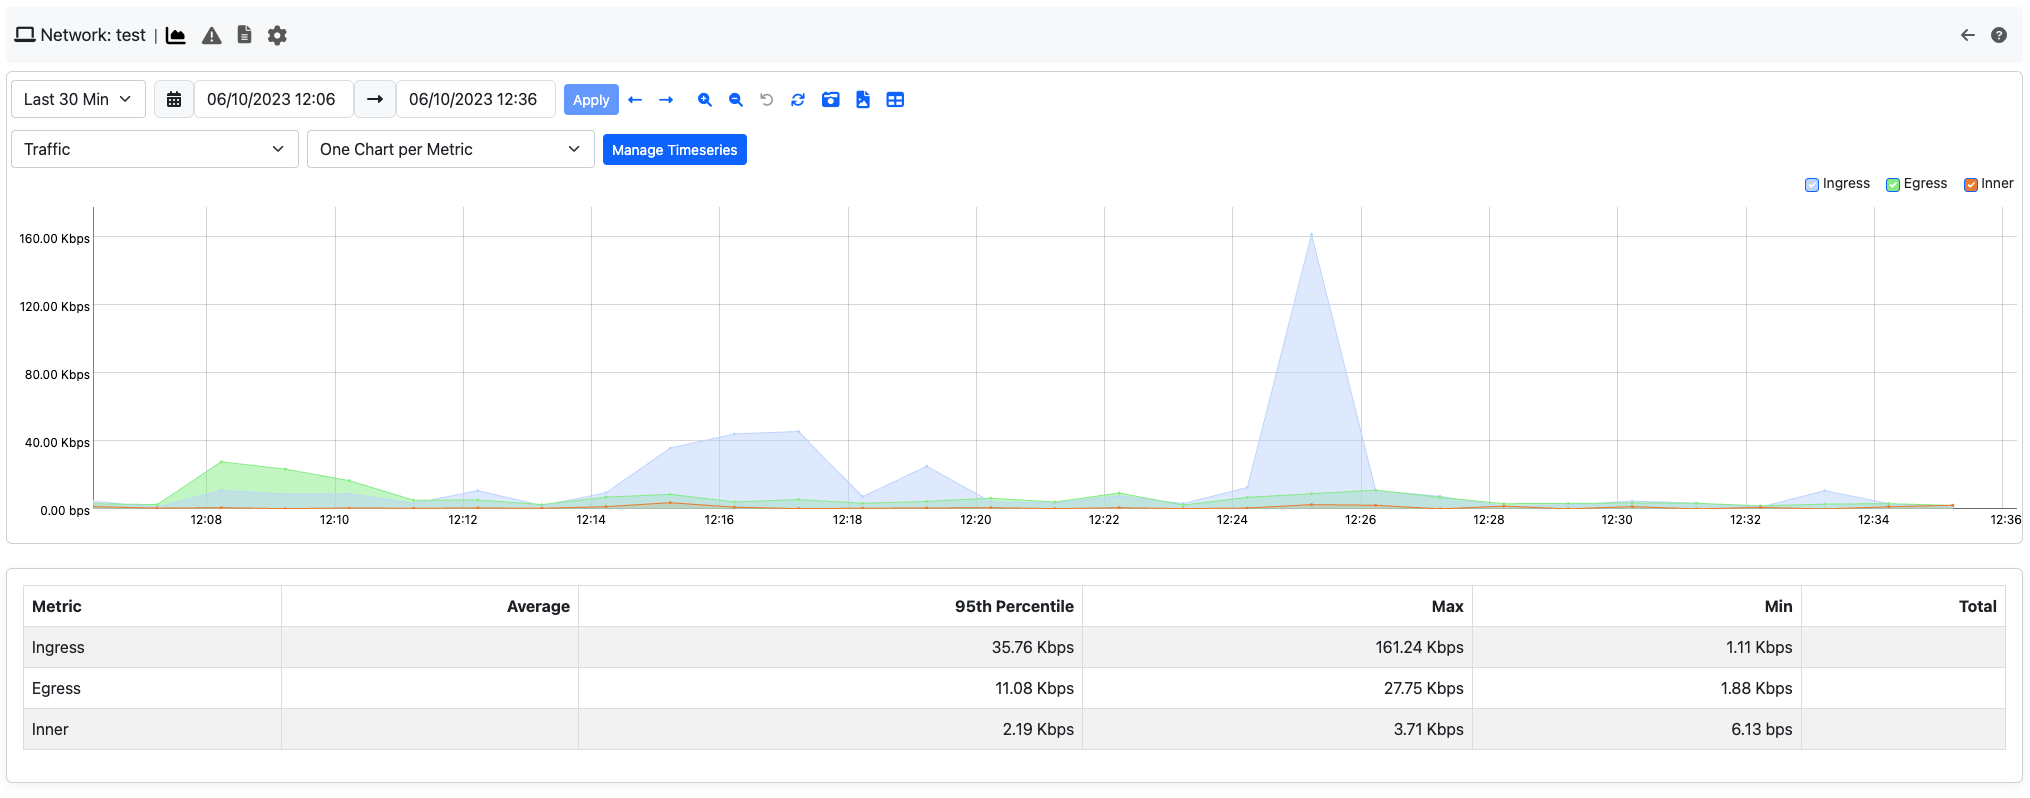 Network: test |
Last 30 Min 06/10/2023 12:06 06/10/2023 12:36 Apply
Traffic One Chart per Metric Manage Timeseries
Ingress Egress Inner
160.00 Kbps
120.00 Kbps
80.00 Kbps
40.00 Kbps
0.00 bps
12:08 12:10 12:12 12:14 12:16 12:18 12:20 12:22 12:24 12:26 12:28 12:30 12:32 12:34 12:36
Metric Average 95th Percentile Max Min Total
Ingress 35.76 Kbps 161.24 Kbps 1.11 Kbps
Egress 11.08 Kbps 27.75 Kbps 1.88 Kbps
Inner 2.19 Kbps 3.71 Kbps 6.13 bps